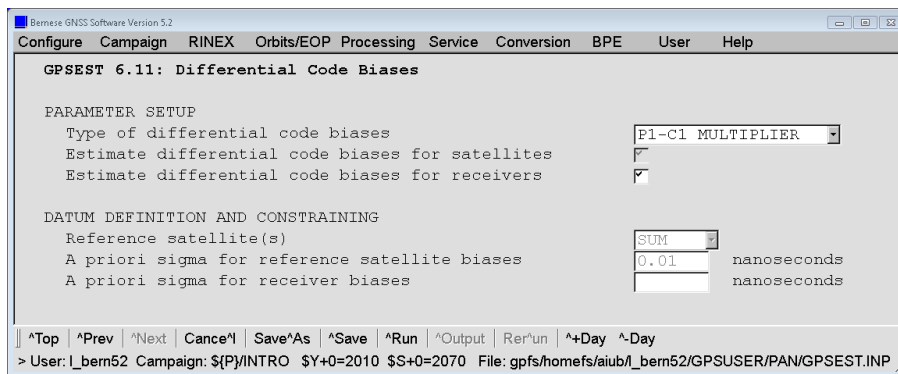 Bernese GNSS Software Version 5.2
Configure Campaign RINEX Orbits/EOP Processing Service Conversion BPE User Help
GPSEST 6.11: Differential Code Biases
PARAMETER SETUP
Type of differential code biases P1-C1 MULTIPLIER
Estimate differential code biases for satellites
Estimate differential code biases for receivers
DATUM DEFINITION AND CONSTRAINING
Reference satellite(s) SUM
A priori sigma for reference satellite biases 0.01 nanoseconds
A priori sigma for receiver biases nanoseconds
^Top | ^Prev | ^Next | Cance^l | Save^As | ^Save | ^Run | ^Output | Rer^un | ^+Day ^-Day
> User: l_bern52 Campaign: ${P}/INTRO $Y+0=2010 $S+0=2070 File: gpfs/homefs/aiub/l_bern52/GPSUSER/PAN/GPSEST.INP